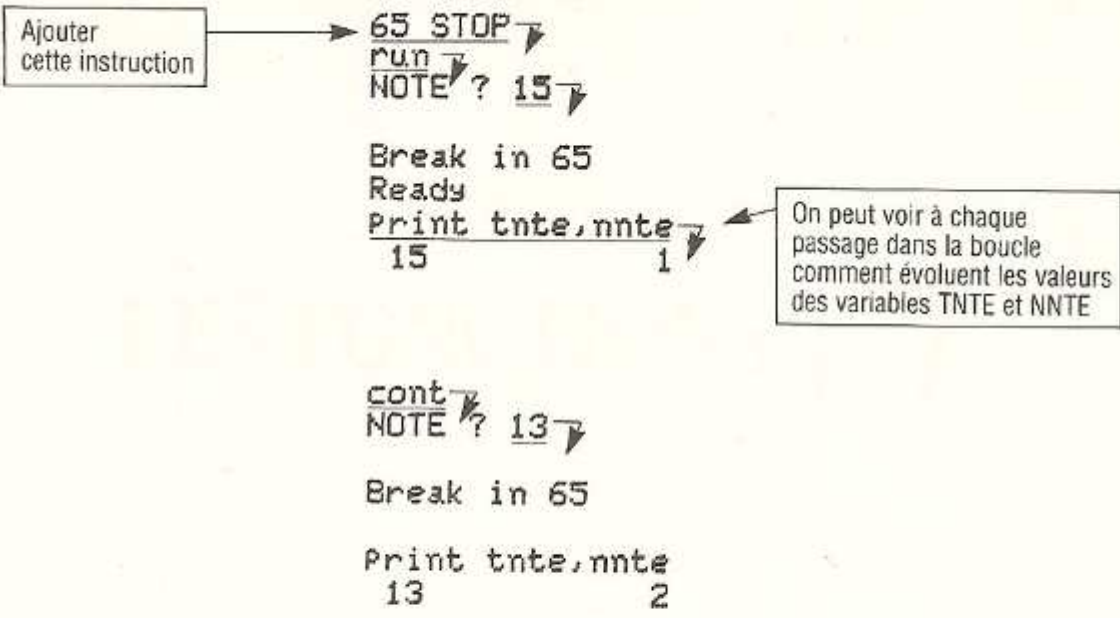 Ajouter
cette instruction
65 STOP
run
NOTE ? 15
Break in 65
Ready
Print tnte,nnte
15 1
On peut voir à chaque
passage dans la boucle
comment évoluent les valeurs
des variables TNTE et NNTE
cont
NOTE ? 13
Break in 65
Print tnte,nnte
13 2